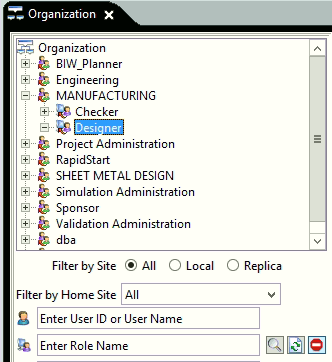 Organization
Organization
BIW_Planner
Engineering
MANUFACTURING
Checker
Designer
Project Administration
RapidStart
SHEET METAL DESIGN
Simulation Administration
Sponsor
Validation Administration
dba
Filter by Site All Local Replica
Filter by Home Site All
Enter User ID or User Name
Enter Role Name